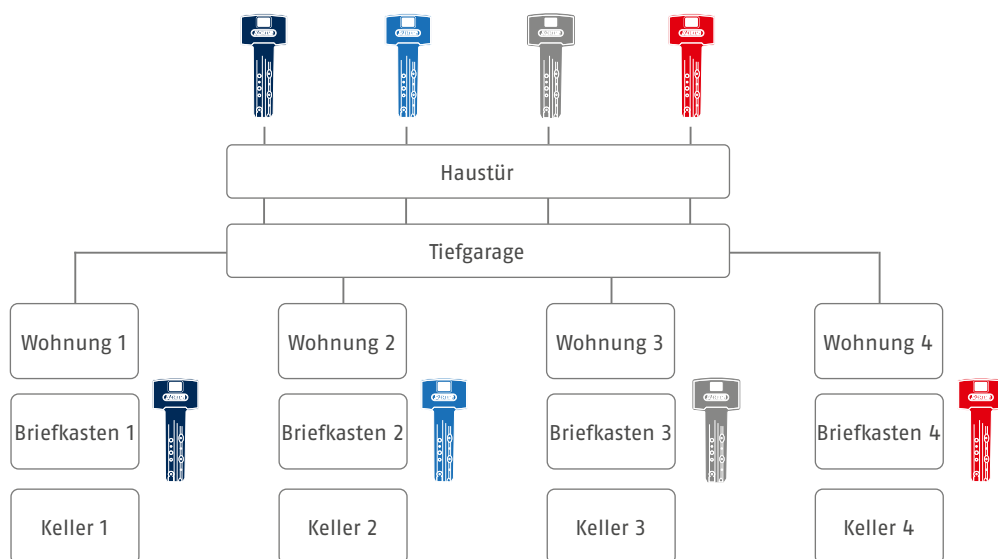 Haustür
Tiefgarage
Wohnung 1
Wohnung 2
Wohnung 3
Wohnung 4
Briefkasten 1
Briefkasten 2
Briefkasten 3
Briefkasten 4
Keller 1
Keller 2
Keller 3
Keller 4